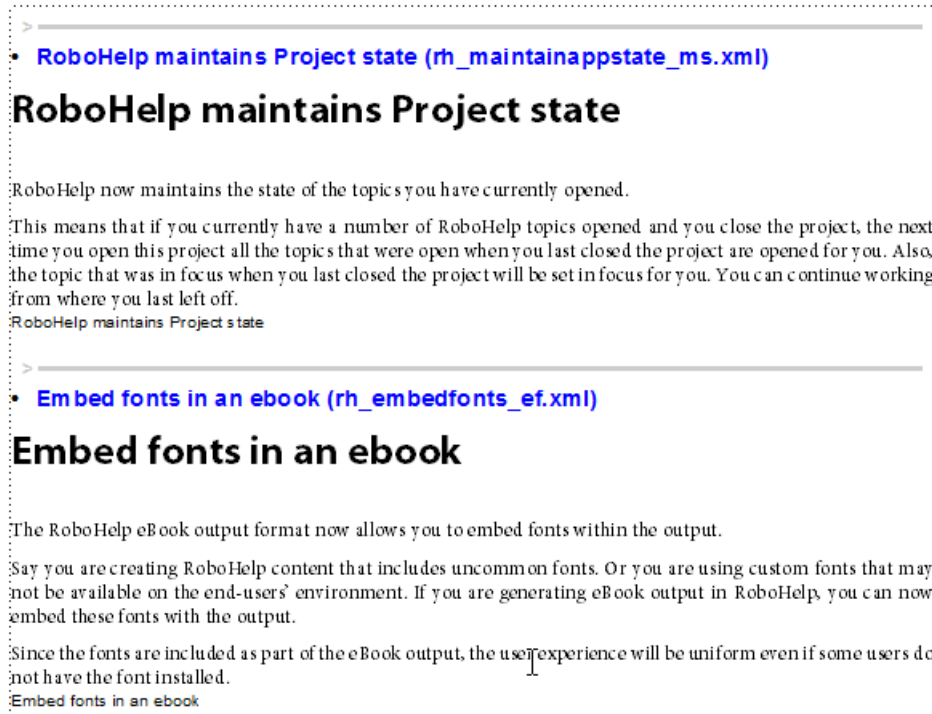 >
• RoboHelp maintains Project state (rh_maintainappstate_ms.xml)
RoboHelp maintains Project state
RoboHelp now maintains the state of the topics you have currently opened.
This means that if you currently have a number of RoboHelp topics opened and you close the project, the next
time you open this project all the topics that were open when you last closed the project are opened for you. Also,
the topic that was in focus when you last closed the project will be set in focus for you. You can continue working
from where you last left off.
RoboHelp maintains Project state
>
• Embed fonts in an ebook (rh_embedfonts_ef.xml)
Embed fonts in an ebook
The RoboHelp eBook output format now allows you to embed fonts within the output.
Say you are creating RoboHelp content that includes uncommon fonts. Or you are using custom fonts that may
not be available on the end-users’ environment. If you are generating eBook output in RoboHelp, you can now
embed these fonts with the output.
Since the fonts are included as part of the eBook output, the user experience will be uniform even if some users do
not have the font installed.
Embed fonts in an ebook